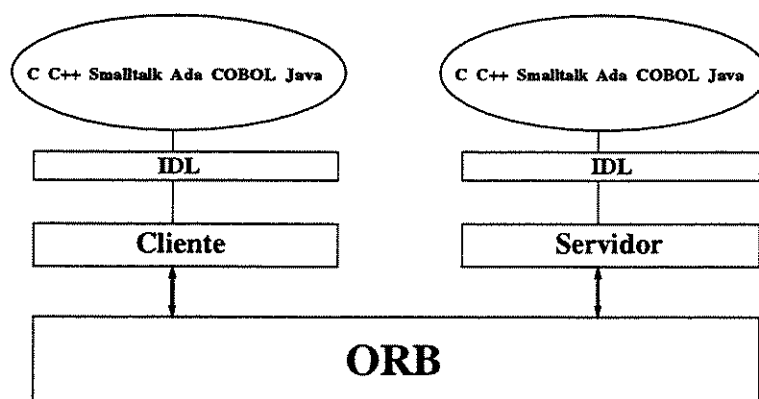 C C++ Smalltalk Ada COBOL Java
C C++ Smalltalk Ada COBOL Java
IDL
IDL
Cliente
Servidor
ORB